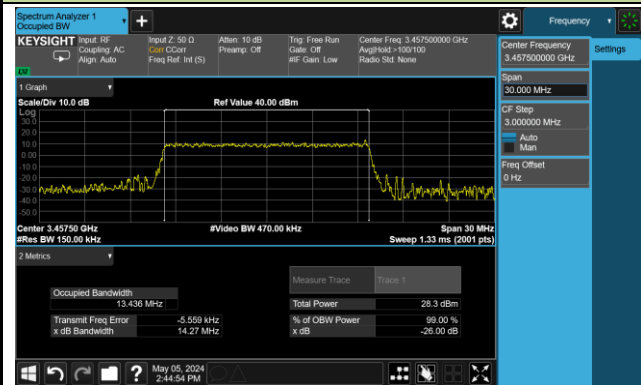 Spectrum Analyzer 1
Occupied BW
Frequency
KEYSIGHT
Input: RF
Coupling: AC
Align: Auto
Input Z: 50 Ω
Corr CCorr
Freq Ref: Int (S)
Atten: 10 dB
Preamp: Off
Trig: Free Run
Gate: Off
#IF Gain: Low
Center Freq: 3.457500000 GHz
Avg|Hold:>100/100
Radio Std: None
LW
Center Frequency
3.457500000 GHz
Settings
Span
30.000 MHz
CF Step
3.000000 MHz
Auto
Man
Freq Offset
0 Hz
1 Graph
Scale/Div 10.0 dB
Ref Value 40.00 dBm
Log
30.0
20.0
10.0
0.00
-10.0
-20.0
-30.0
-40.0
-50.0
Center 3.45750 GHz
#Video BW 470.00 kHz
Span 30 MHz
#Res BW 150.00 kHz
Sweep 1.33 ms (2001 pts)
2 Metrics
Measure Trace
Trace 1
Occupied Bandwidth
13.436 MHz
Total Power
28.3 dBm
Transmit Freq Error
-5.559 kHz
% of OBW Power
99.00 %
x dB Bandwidth
14.27 MHz
x dB
-26.00 dB
?
May 05, 2024
2:44:54 PM